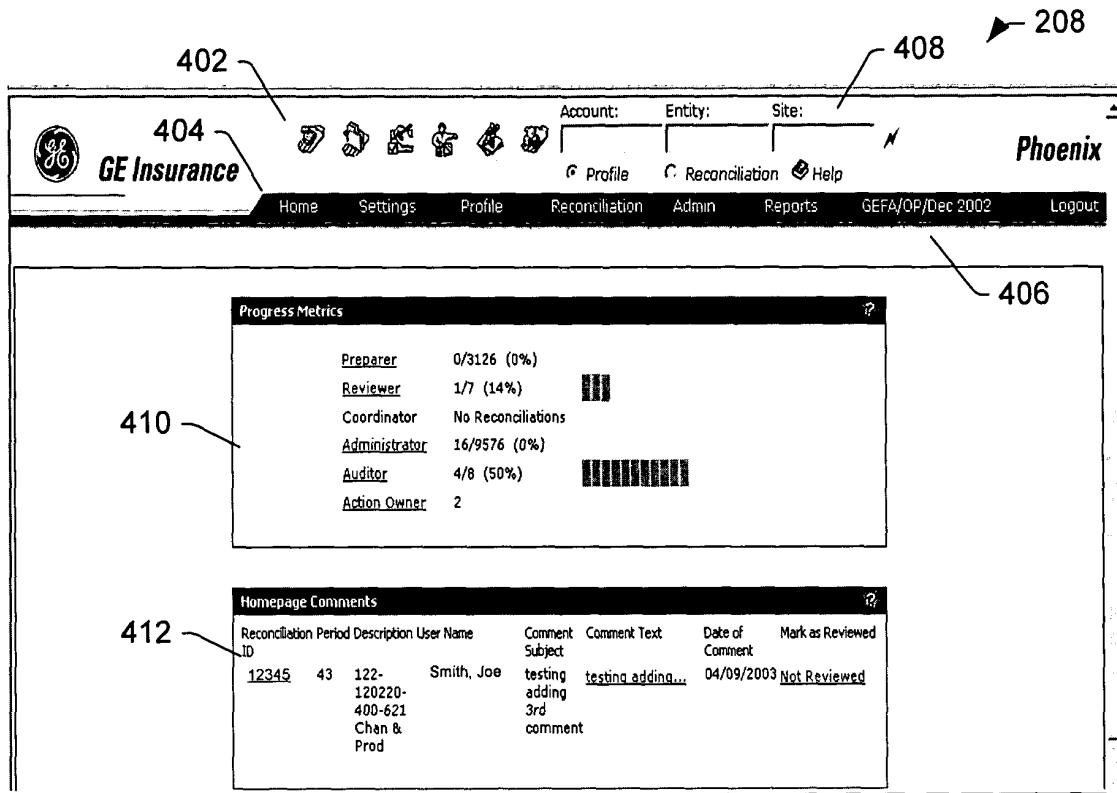 208
402
408
Account: Entity: Site:
404
GE
GE Insurance
Phoenix
Profile Reconciliation Help
Home Settings Profile Reconciliation Admin Reports GEFA/OP/Dec 2002 Logout
406
Progress Metrics ?
Preparer 0/3126 (0%)
Reviewer 1/7 (14%)
Coordinator No Reconciliations
410
Administrator 16/9576 (0%)
Auditor 4/8 (50%)
Action Owner 2
Homepage Comments ?
412
Reconciliation Period Description User Name Comment Comment Text Date of Mark as Reviewed
ID Subject Comment
12345 43 122- Smith, Joe testing testing adding... 04/09/2003 Not Reviewed
120220- adding
400-621 3rd
Chan & comment
Prod